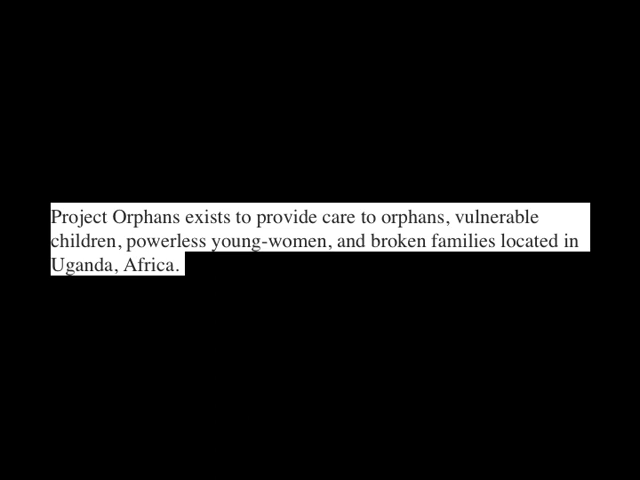 Project Orphans exists to provide care to orphans, vulnerable
children, powerless young-women, and broken families located in
Uganda, Africa.